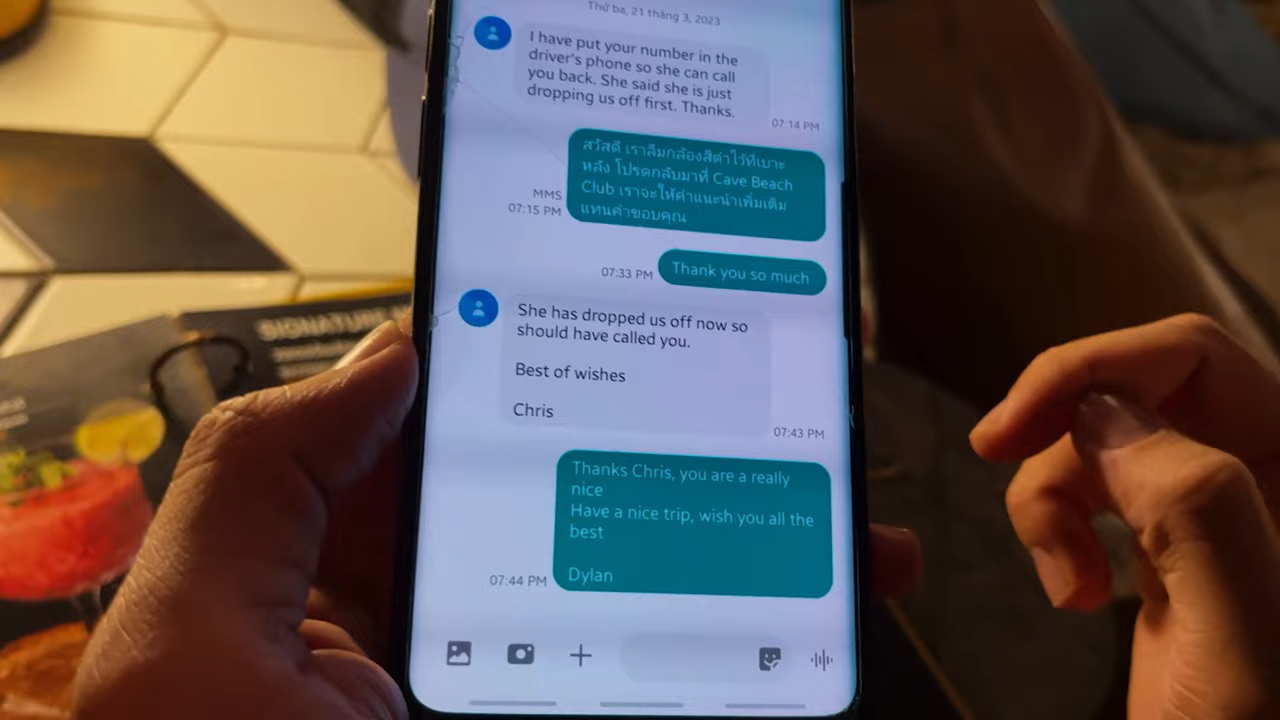 Thứ ba, 21 tháng 3, 2023
I have put your number in the
driver's phone so she can call
you back. She said she is just
dropping us off first. Thanks.
07:14 PM
สวัสดี เราลืมกล้องสีดำไว้ที่เบาะ
หลัง โปรดกลับมาที่ Cave Beach
Club เราจะให้คำแนะนำเพิ่มเติม
แทนคำขอบคุณ
MMS
07:15 PM
Thank you so much
07:33 PM
She has dropped us off now so
should have called you.
Best of wishes
Chris
07:43 PM
Thanks Chris, you are a really
nice
Have a nice trip, wish you all the
best
Dylan
07:44 PM
SIGNATURE